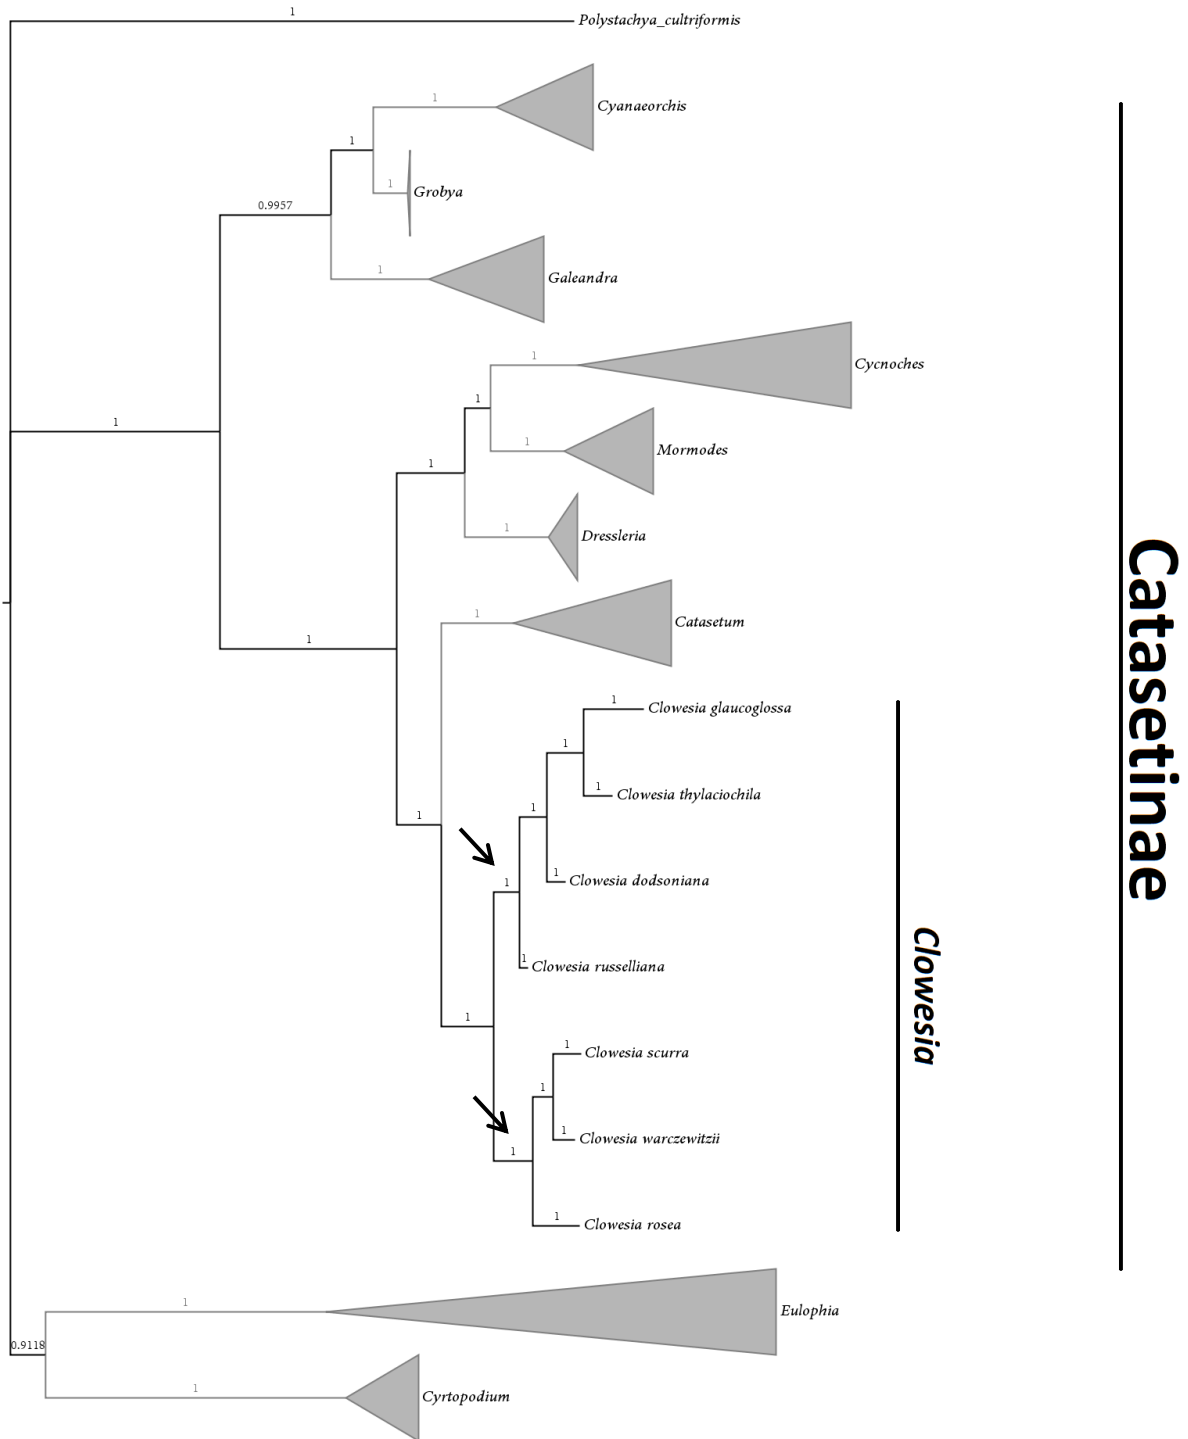 1
Polystachya_cultriformis
1
Cyanaeorchis
1
1
Grobya
0.9957
1
Galeandra
1
Cycnoches
1
1
Mormodes
1
1
1
Dressleria
1
Catasetum
1
1
Clowesia glaucoglossa
1
1
Clowesia thylaciochila
1
1
1
Clowesia dodsoniana
1
1
Clowesia russelliana
1
1
Clowesia scurra
1
1
Clowesia warczewitzii
1
1
Clowesia rosea
Clowesia
Catasetinae
1
Eulophia
0.9118
1
Cyrtopodium